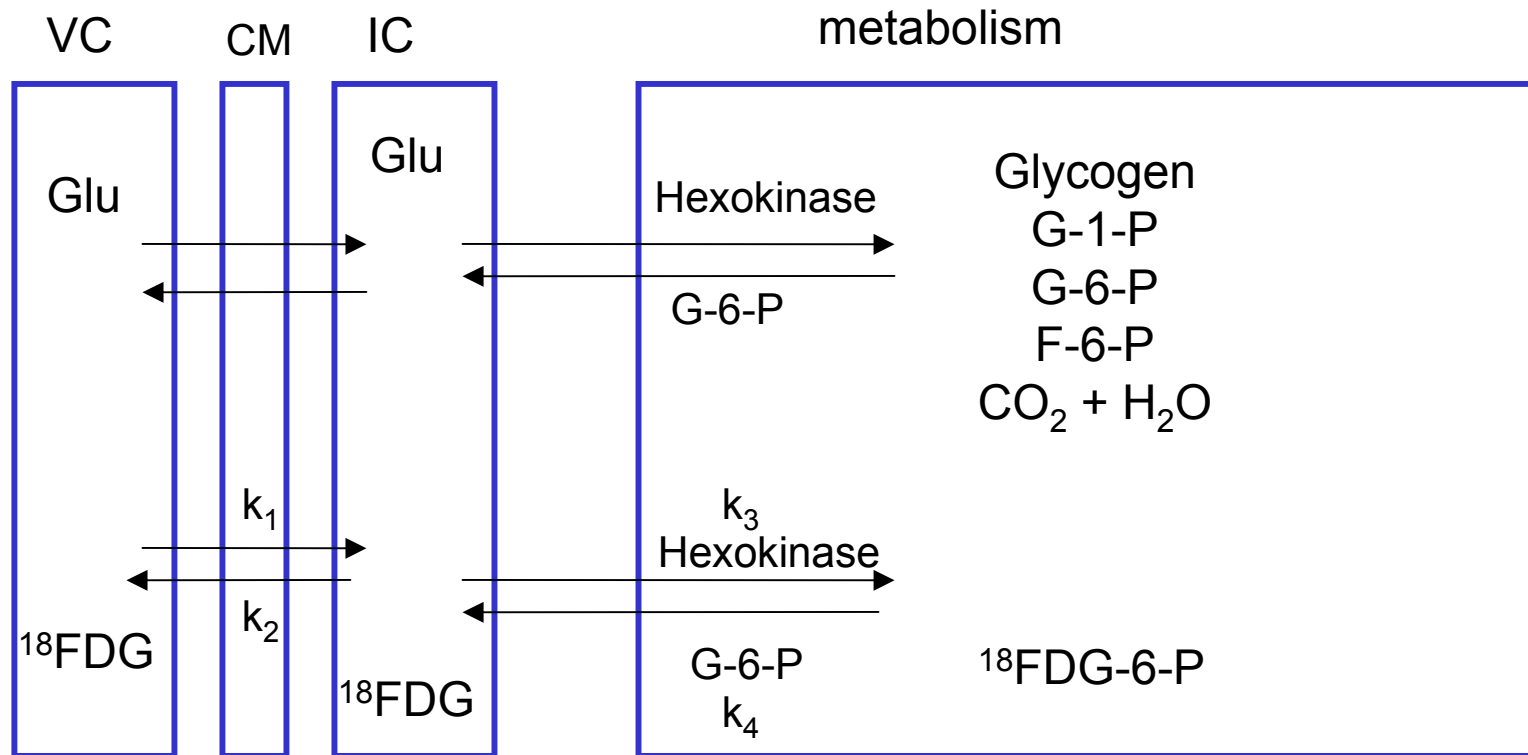 VC CM IC metabolism
Glu Glu Hexokinase Glycogen
G-1-P
G-6-P G-6-P
F-6-P
CO₂ + H₂O
k₁ k₃
Hexokinase
k₂
¹⁸FDG ¹⁸FDG G-6-P ¹⁸FDG-6-P
k₄